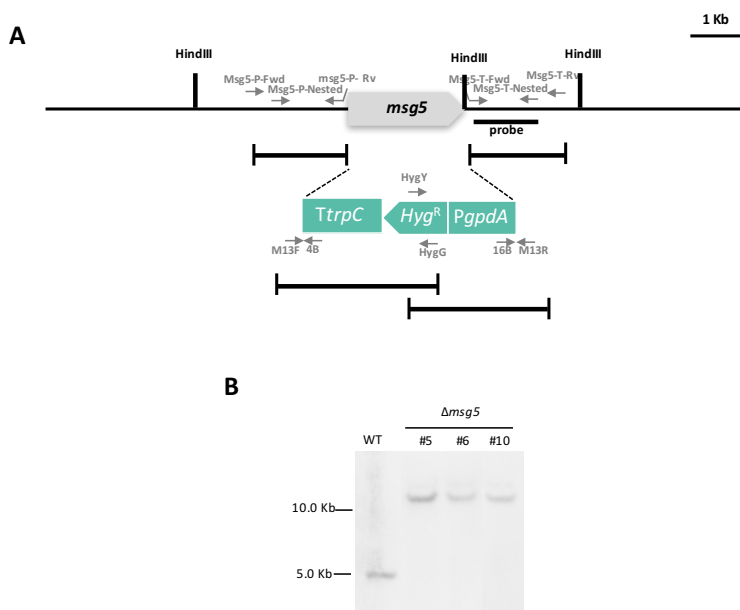 1 Kb
A
HindIII HindIII HindIII
Msg5-P-Fwd msg5-P- Rv Msg5-T-Fwd Msg5-T-Rv
Msg5-P-Nested Msg5-T-Nested
msg5
probe
HygY
TtrpC HygR PgpdA
M13F 4B HygG 16B M13R
B
Δmsg5
WT #5 #6 #10
10.0 Kb
5.0 Kb